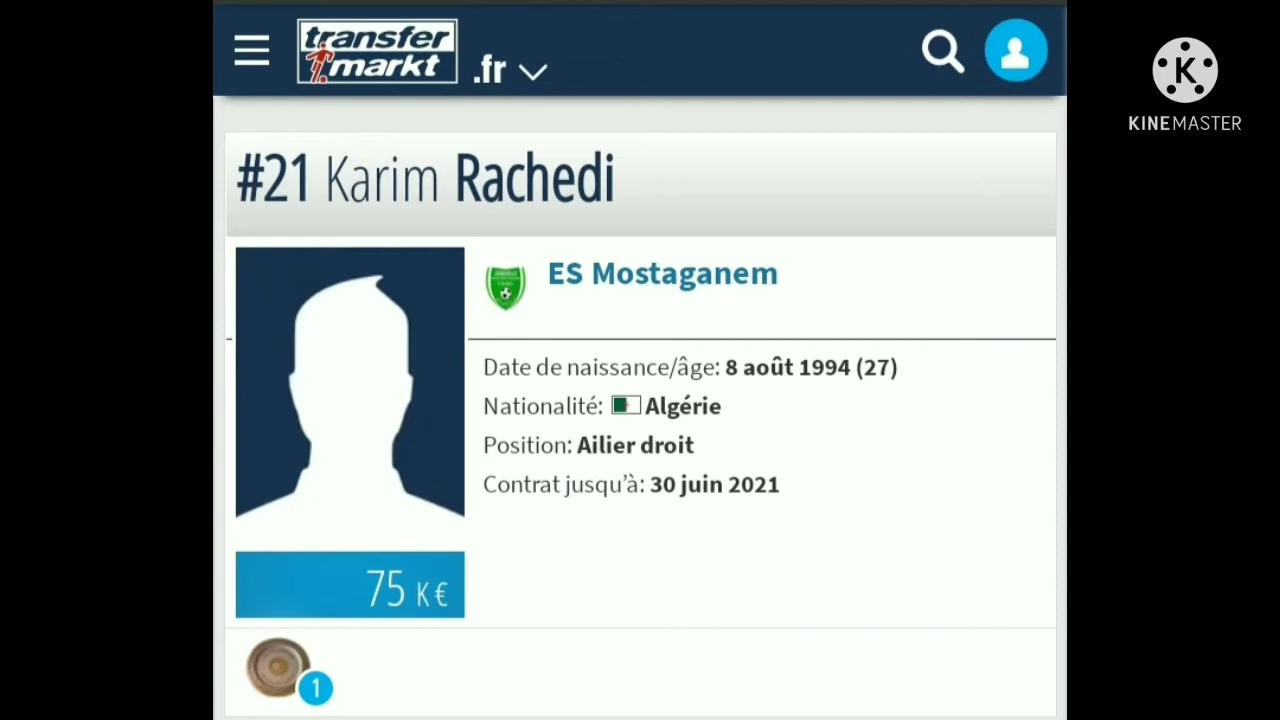 transfer
markt
.fr
KINEMASTER
#21 Karim Rachedi
ES Mostaganem
Date de naissance/âge: 8 août 1994 (27)
Nationalité: Algérie
Position: Ailier droit
Contrat jusqu'à: 30 juin 2021
75 K €
1